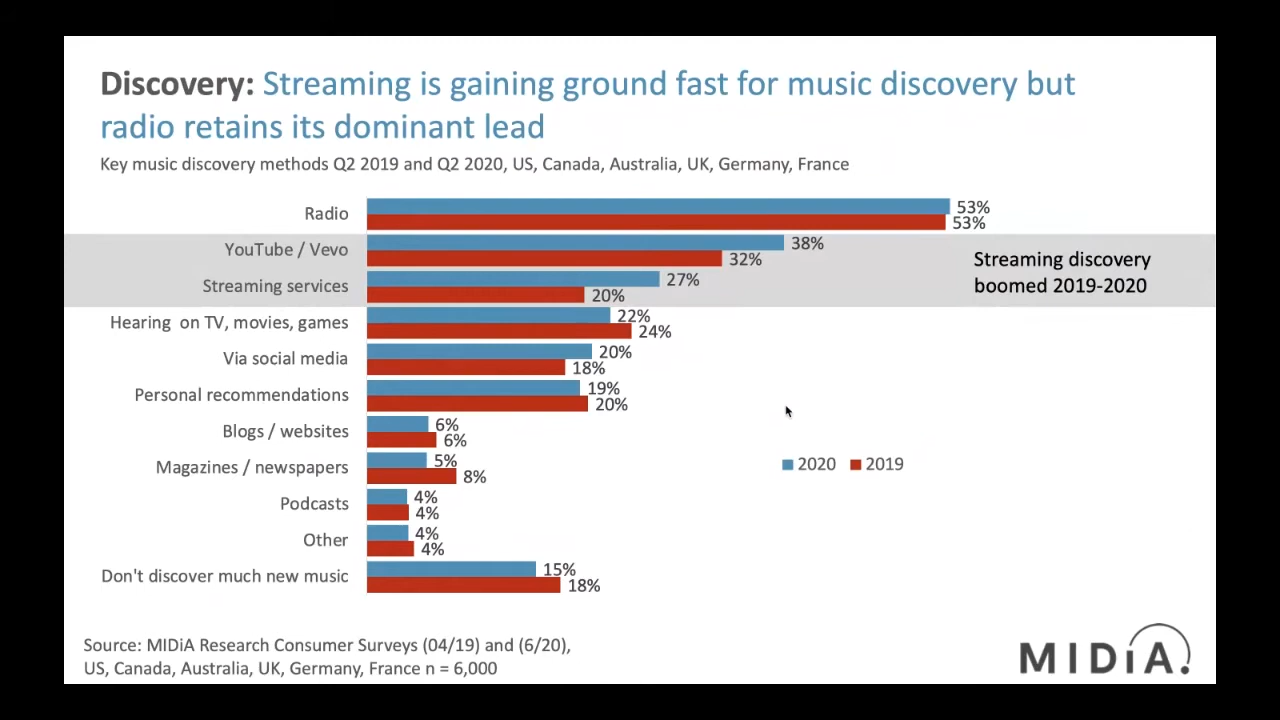 Discovery: Streaming is gaining ground fast for music discovery but
radio retains its dominant lead
Key music discovery methods Q2 2019 and Q2 2020, US, Canada, Australia, UK, Germany, France
Radio
53%
53%
YouTube / Vevo
38%
32%
Streaming services
27%
20%
Streaming discovery
boomed 2019-2020
Hearing on TV, movies, games
22%
24%
Via social media
20%
18%
Personal recommendations
19%
20%
Blogs / websites
6%
6%
Magazines / newspapers
5%
8%
Podcasts
4%
4%
Other
4%
4%
Don't discover much new music
15%
18%
2020 2019
Source: MIDiA Research Consumer Surveys (04/19) and (6/20),
US, Canada, Australia, UK, Germany, France n = 6,000
MIDiA.